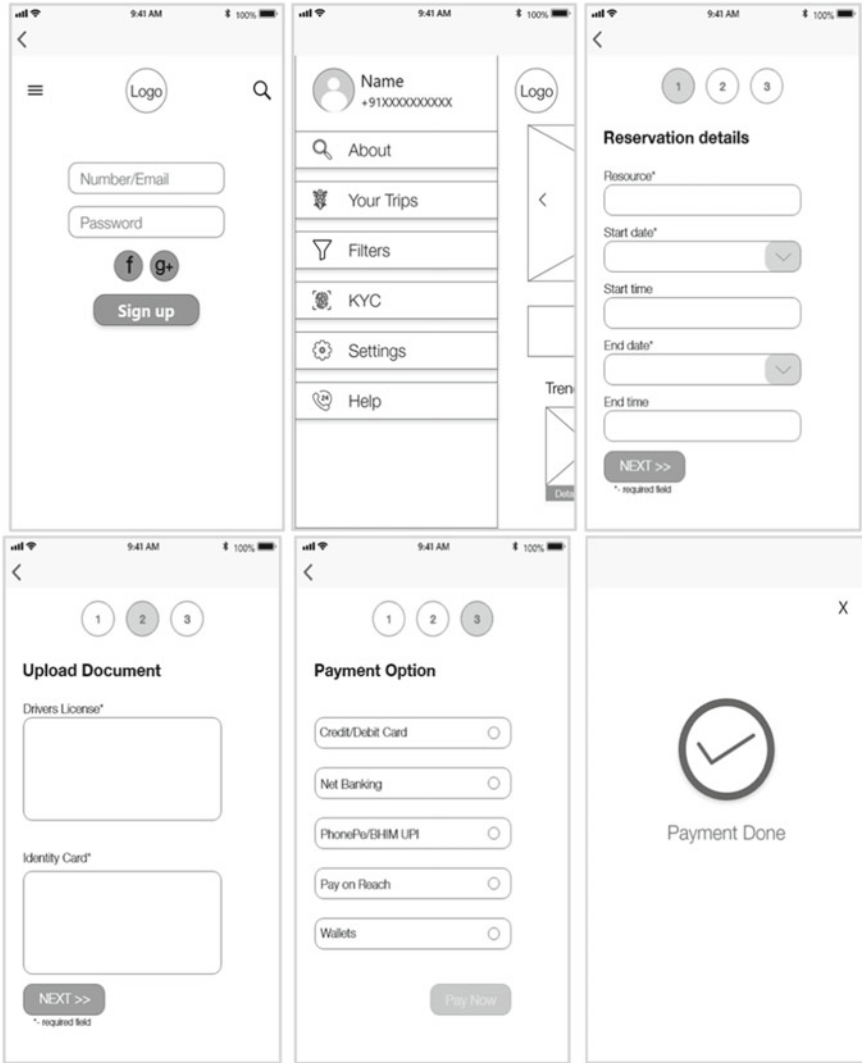 9:41 AM
100%
Logo
Number/Email
Password
f
g+
Sign up
9:41 AM
100%
Name
+91XXXXXXXXXX
Logo
About
Your Trips
Filters
KYC
Settings
24
Help
Tren
Deta
9:41 AM
100%
1 2 3
Reservation details
Resource*
Start date*
Start time
End date*
End time
NEXT >>
*- required field
9:41 AM
100%
1 2 3
Upload Document
Drivers License*
Identity Card*
NEXT >>
*- required field
9:41 AM
100%
1 2 3
Payment Option
Credit/Debit Card
Net Banking
PhonePe/BHIM UPI
Pay on Reach
Wallets
Pay Now
X
Payment Done